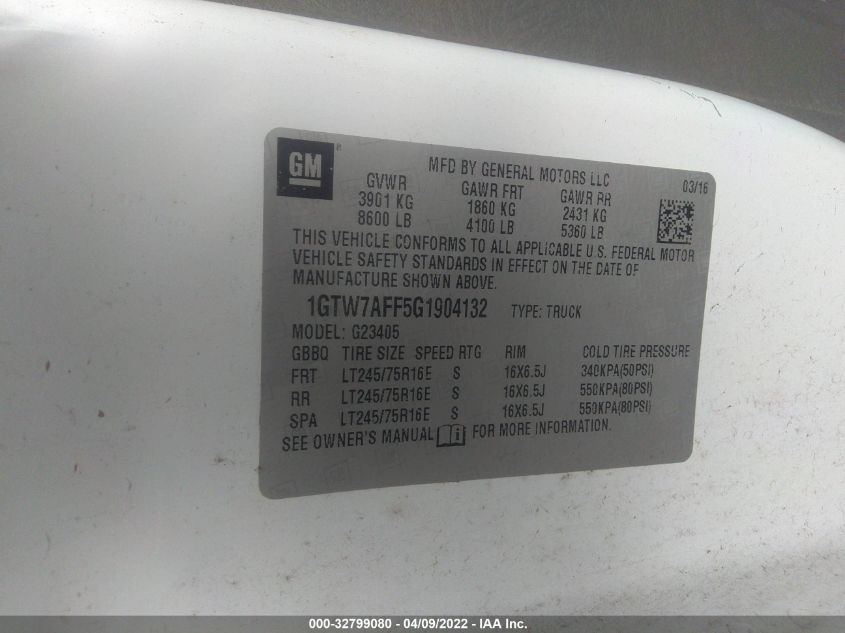 GM
®
MFD BY GENERAL MOTORS LLC 03/16
GVWR GAWR FRT GAWR RR
3901 KG 1860 KG 2431 KG
8600 LB 4100 LB 5360 LB
THIS VEHICLE CONFORMS TO ALL APPLICABLE U.S. FEDERAL MOTOR
VEHICLE SAFETY STANDARDS IN EFFECT ON THE DATE OF
MANUFACTURE SHOWN ABOVE.
1GTW7AFF5G1904132 TYPE: TRUCK
MODEL: G23405
GBBQ TIRE SIZE SPEED RTG RIM COLD TIRE PRESSURE
FRT LT245/75R16E S 16X6.5J 340KPA(50PSI)
RR LT245/75R16E S 16X6.5J 550KPA(80PSI)
SPA LT245/75R16E S 16X6.5J 550KPA(80PSI)
SEE OWNER'S MANUAL FOR MORE INFORMATION.
000-32799080 - 04/09/2022 - IAA Inc.